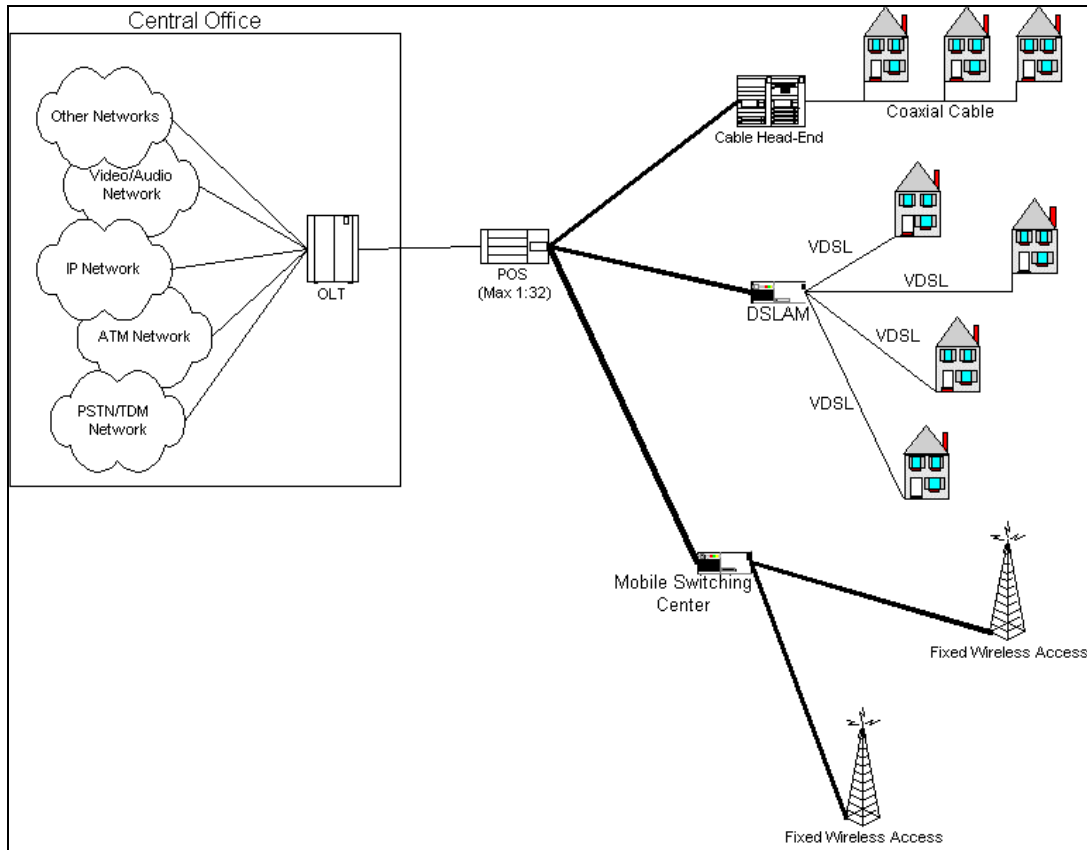 Central Office
Other Networks
Video/Audio
Network
IP Network
ATM Network
PSTN/TDM
Network
OLT
POS
(Max 1:32)
Cable Head-End
Coaxial Cable
DSLAM
VDSL
VDSL
VDSL
VDSL
Mobile Switching
Center
Fixed Wireless Access
Fixed Wireless Access